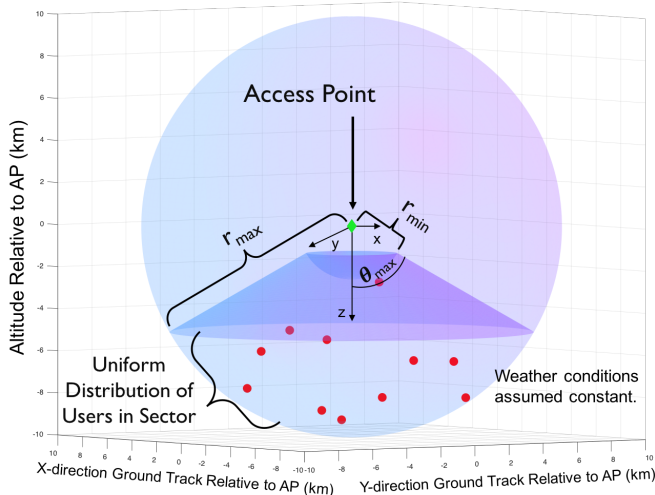 Access Point
r max
r min
y
x
θmax
z
Uniform
Distribution of
Users in Sector
Weather conditions
assumed constant.
Altitude Relative to AP (km)
10
8
6
4
2
0
-2
-4
-6
-8
-10
10
8
6
4
2
0
-2
-4
-6
-8
-10
-10
-8
-6
-4
-2
0
2
4
6
8
10
X-direction Ground Track Relative to AP (km)
Y-direction Ground Track Relative to AP (km)